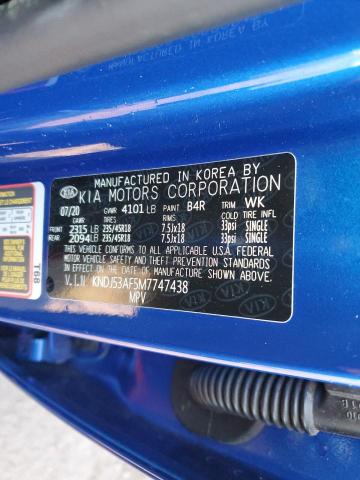 MANUFACTURED IN KOREA BY
KIA KIA MOTORS CORPORATION
07/20 GVWR 4101 LB PAINT B4R TRIM WK
GAWR TIRES RIMS COLD TIRE INFL
FRONT 2315 LB 235/45R18 7.5Jx18 33psi SINGLE
REAR 2094 LB 235/45R18 7.5Jx18 33psi SINGLE
THIS VEHICLE CONFORMS TO ALL APPLICABLE U.S.A FEDERAL
MOTOR VEHICLE SAFETY AND THEFT PREVENTION STANDARDS
IN EFFECT ON THE DATE OF MANUFACTURE SHOWN ABOVE.
V.I.N. KNDJ53AF5M7747438
MPV
T68